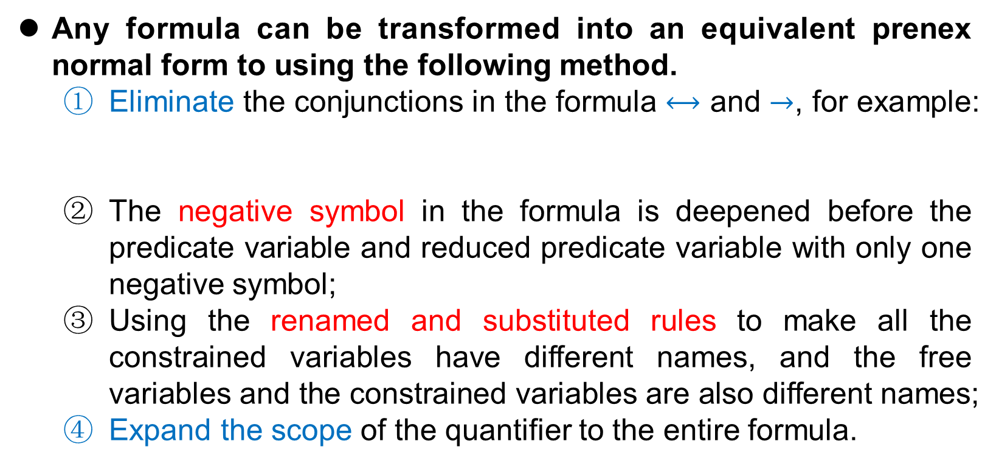 ● Any formula can be transformed into an equivalent prenex
normal form to using the following method.
① Eliminate the conjunctions in the formula ↔ and →, for example:
② The negative symbol in the formula is deepened before the
predicate variable and reduced predicate variable with only one
negative symbol;
③ Using the renamed and substituted rules to make all the
constrained variables have different names, and the free
variables and the constrained variables are also different names;
④ Expand the scope of the quantifier to the entire formula.